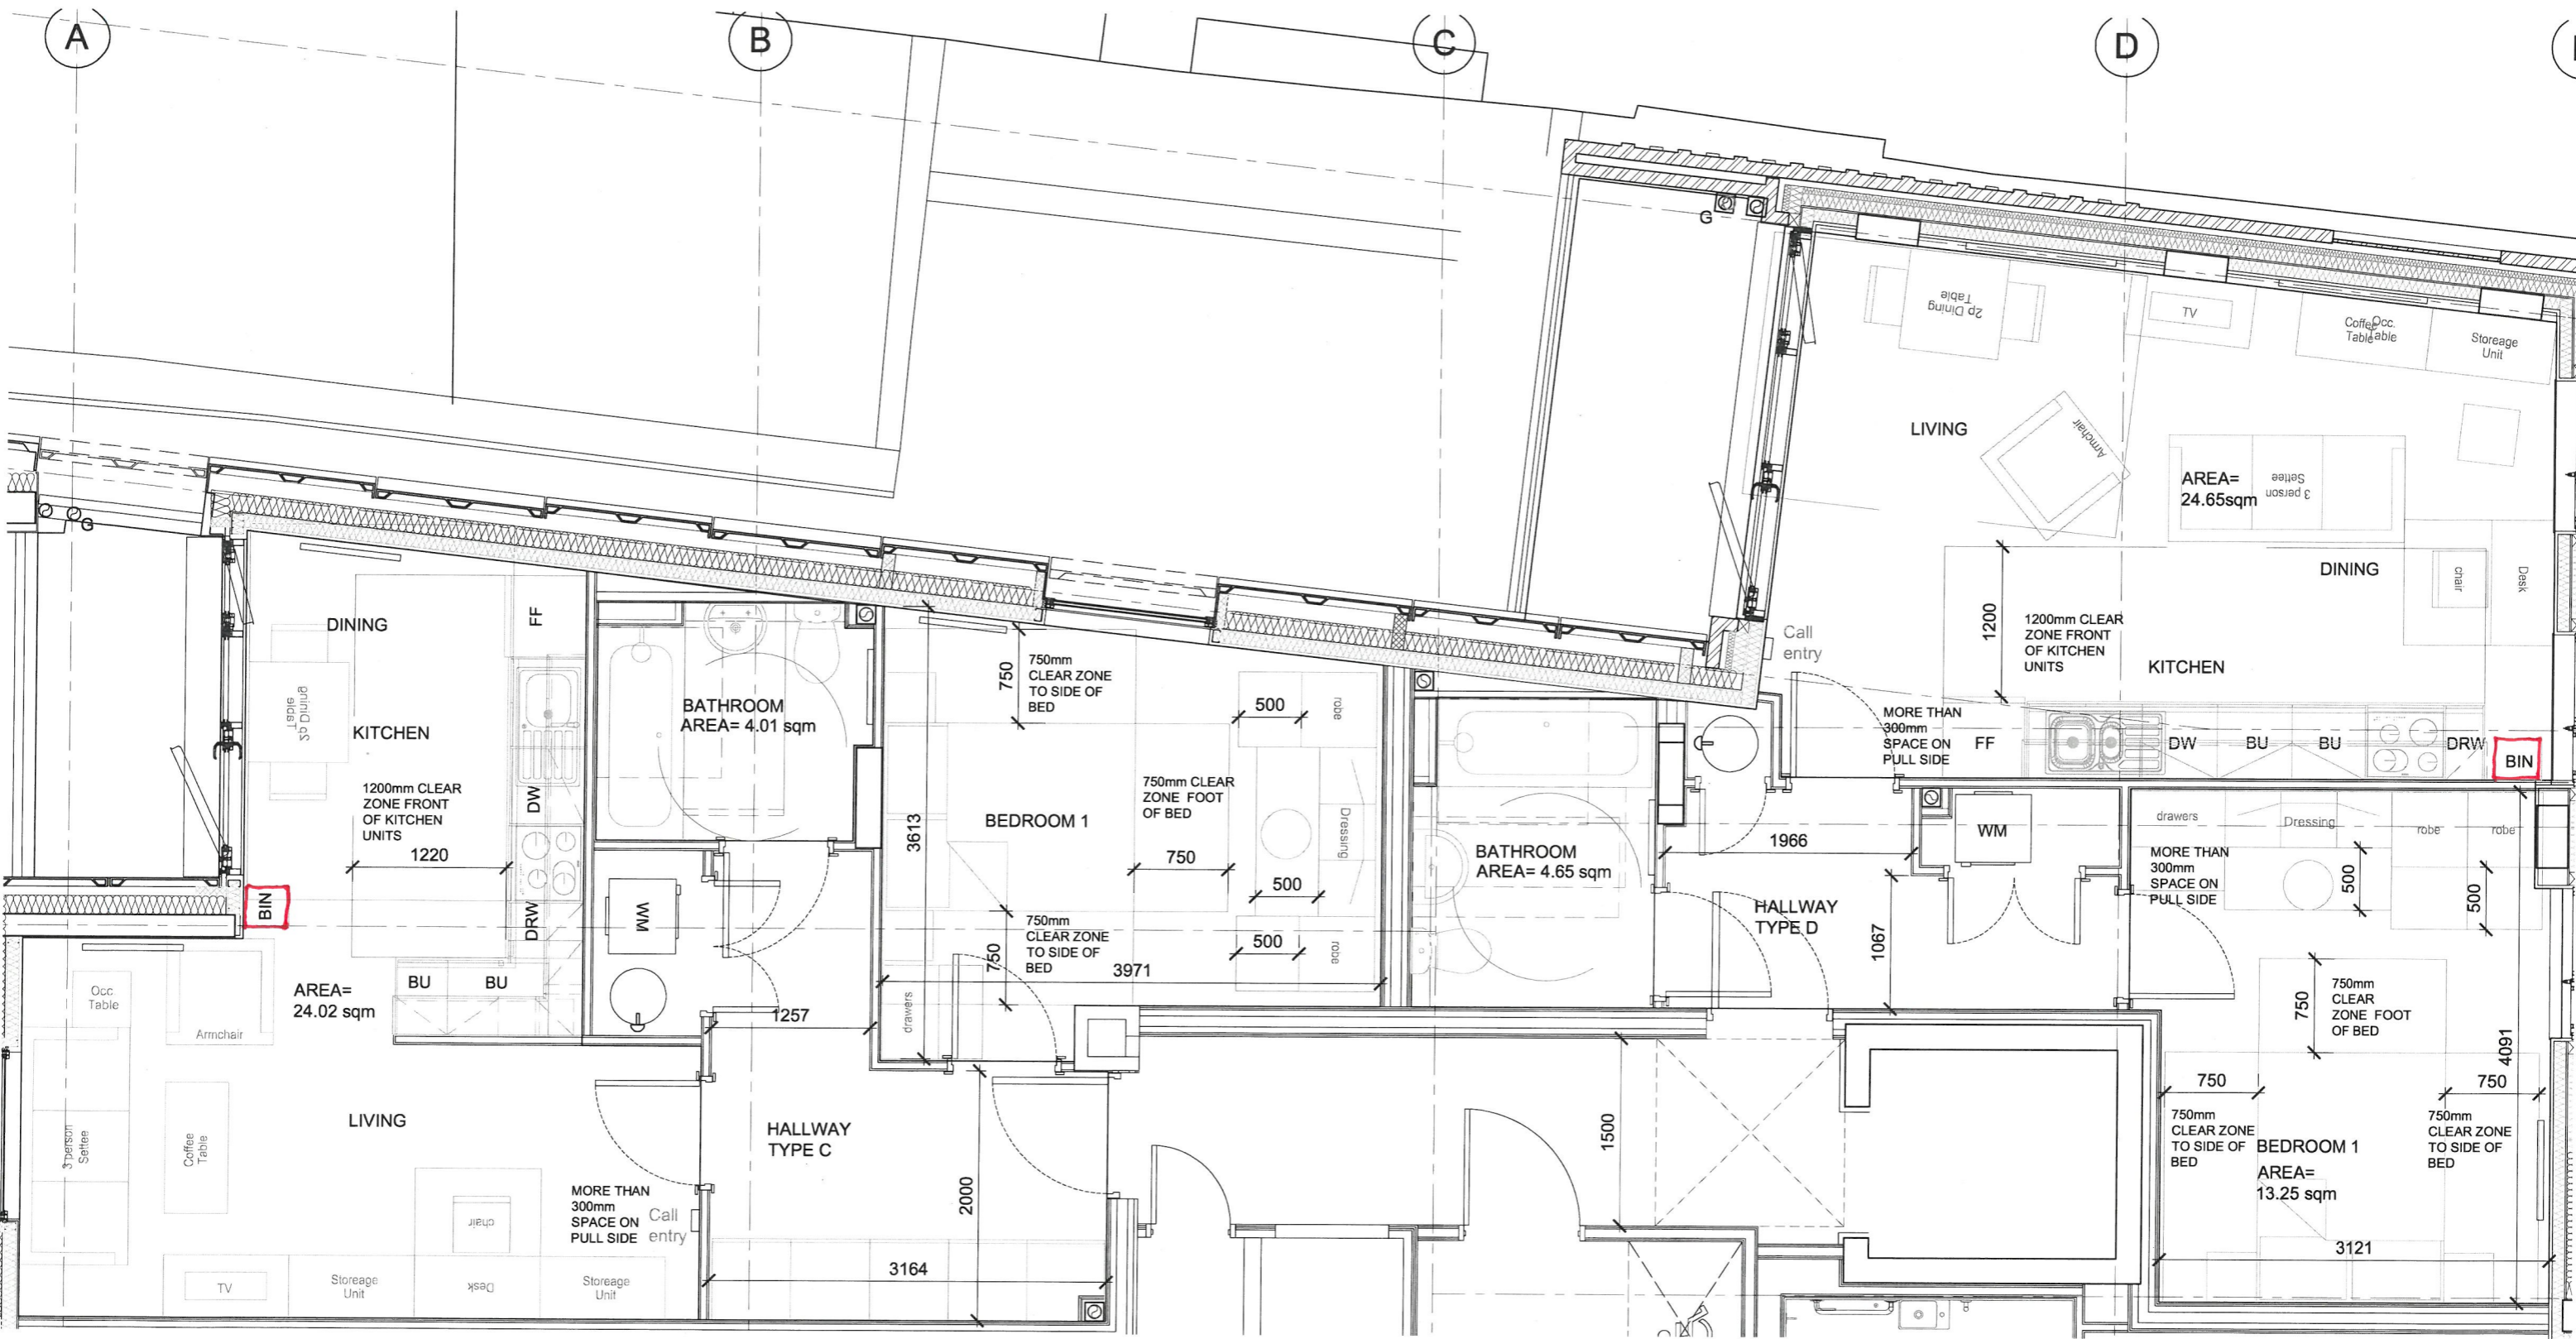 A
B
C
D
G
2p Dining
Table
TV
Coffee
Table
Occ.
Table
Storeage
Unit
LIVING
Armchair
AREA=
24.65sqm
3 person
Settee
G
DINING
chair
Desk
1200
1200mm CLEAR
ZONE FRONT
OF KITCHEN
UNITS
KITCHEN
Call
entry
MORE THAN
300mm
SPACE ON
PULL SIDE
FF
DW
BU
BU
DRW
BIN
DINING
FF
2p Dining
Table
KITCHEN
1200mm CLEAR
ZONE FRONT
OF KITCHEN
UNITS
1220
DW
DRW
BIN
BU
BU
BATHROOM
AREA= 4.01 sqm
WM
1257
750
750mm
CLEAR ZONE
TO SIDE OF
BED
500
robe
750mm CLEAR
ZONE FOOT
OF BED
BEDROOM 1
3613
Dressing
750
500
750mm
CLEAR ZONE
TO SIDE OF
BED
750
500
robe
3971
drawers
BATHROOM
AREA= 4.65 sqm
1966
WM
HALLWAY
TYPE D
1067
drawers
Dressing
robe
robe
MORE THAN
300mm
SPACE ON
PULL SIDE
500
500
750
750mm
CLEAR
ZONE FOOT
OF BED
4091
750
750
750mm
CLEAR ZONE
TO SIDE OF
BED
750mm
CLEAR ZONE
TO SIDE OF
BED
BEDROOM 1
AREA=
13.25 sqm
3121
Occ
Table
Armchair
AREA=
24.02 sqm
3 person
Settee
Coffee
Table
LIVING
chair
MORE THAN
300mm
SPACE ON
PULL SIDE
Call
entry
TV
Storeage
Unit
Desk
Storeage
Unit
HALLWAY
TYPE C
2000
3164
1500